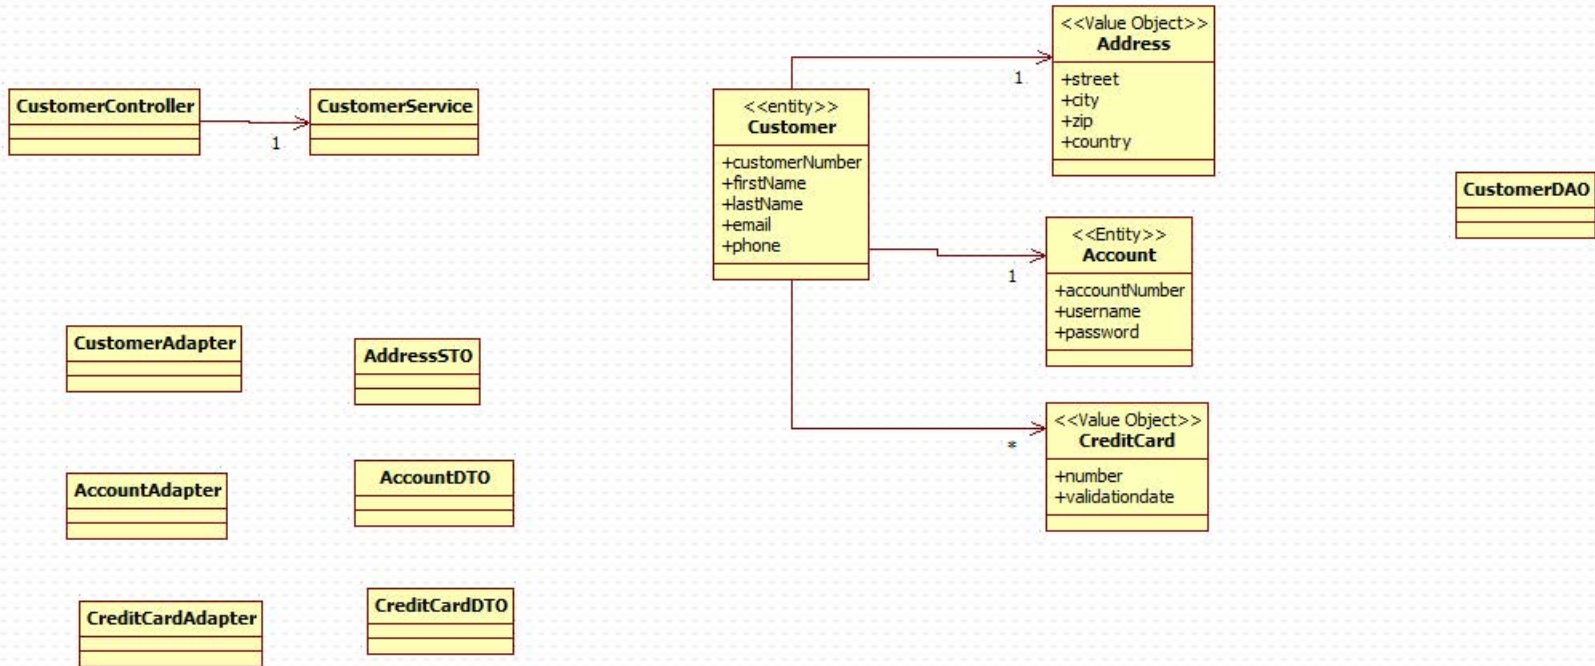 CustomerController
1
CustomerService
<<entity>>
Customer
+customerNumber
+firstName
+lastName
+email
+phone
<<Value Object>>
Address
+street
+city
+zip
+country
1
<<Entity>>
Account
+accountNumber
+username
+password
1
<<Value Object>>
CreditCard
+number
+validationdate
*
CustomerDAO
CustomerAdapter
AddressSTO
AccountAdapter
AccountDTO
CreditCardAdapter
CreditCardDTO